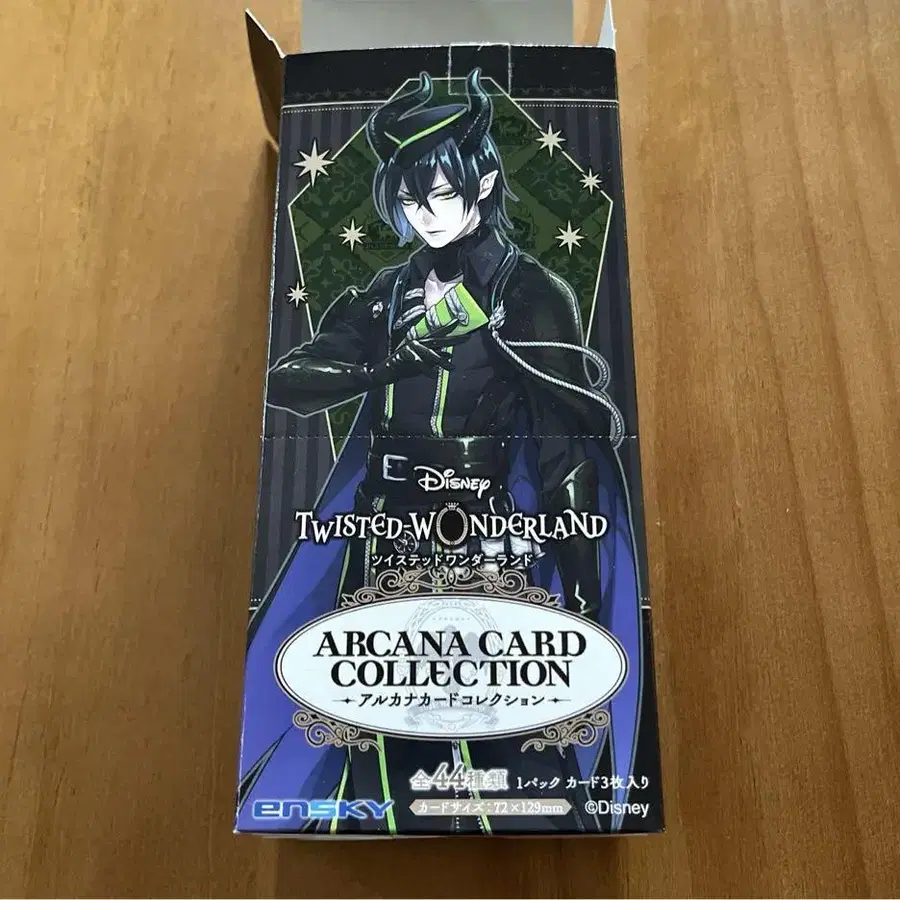 Disney
TWISTED-WONDERLAND
ツイステッドワンダーランド
ARCANA CARD
COLLECTION
アルカナカードコレクション
全44種類 1パック カード3枚入り
ensky カードサイズ:72×129mm ©Disney